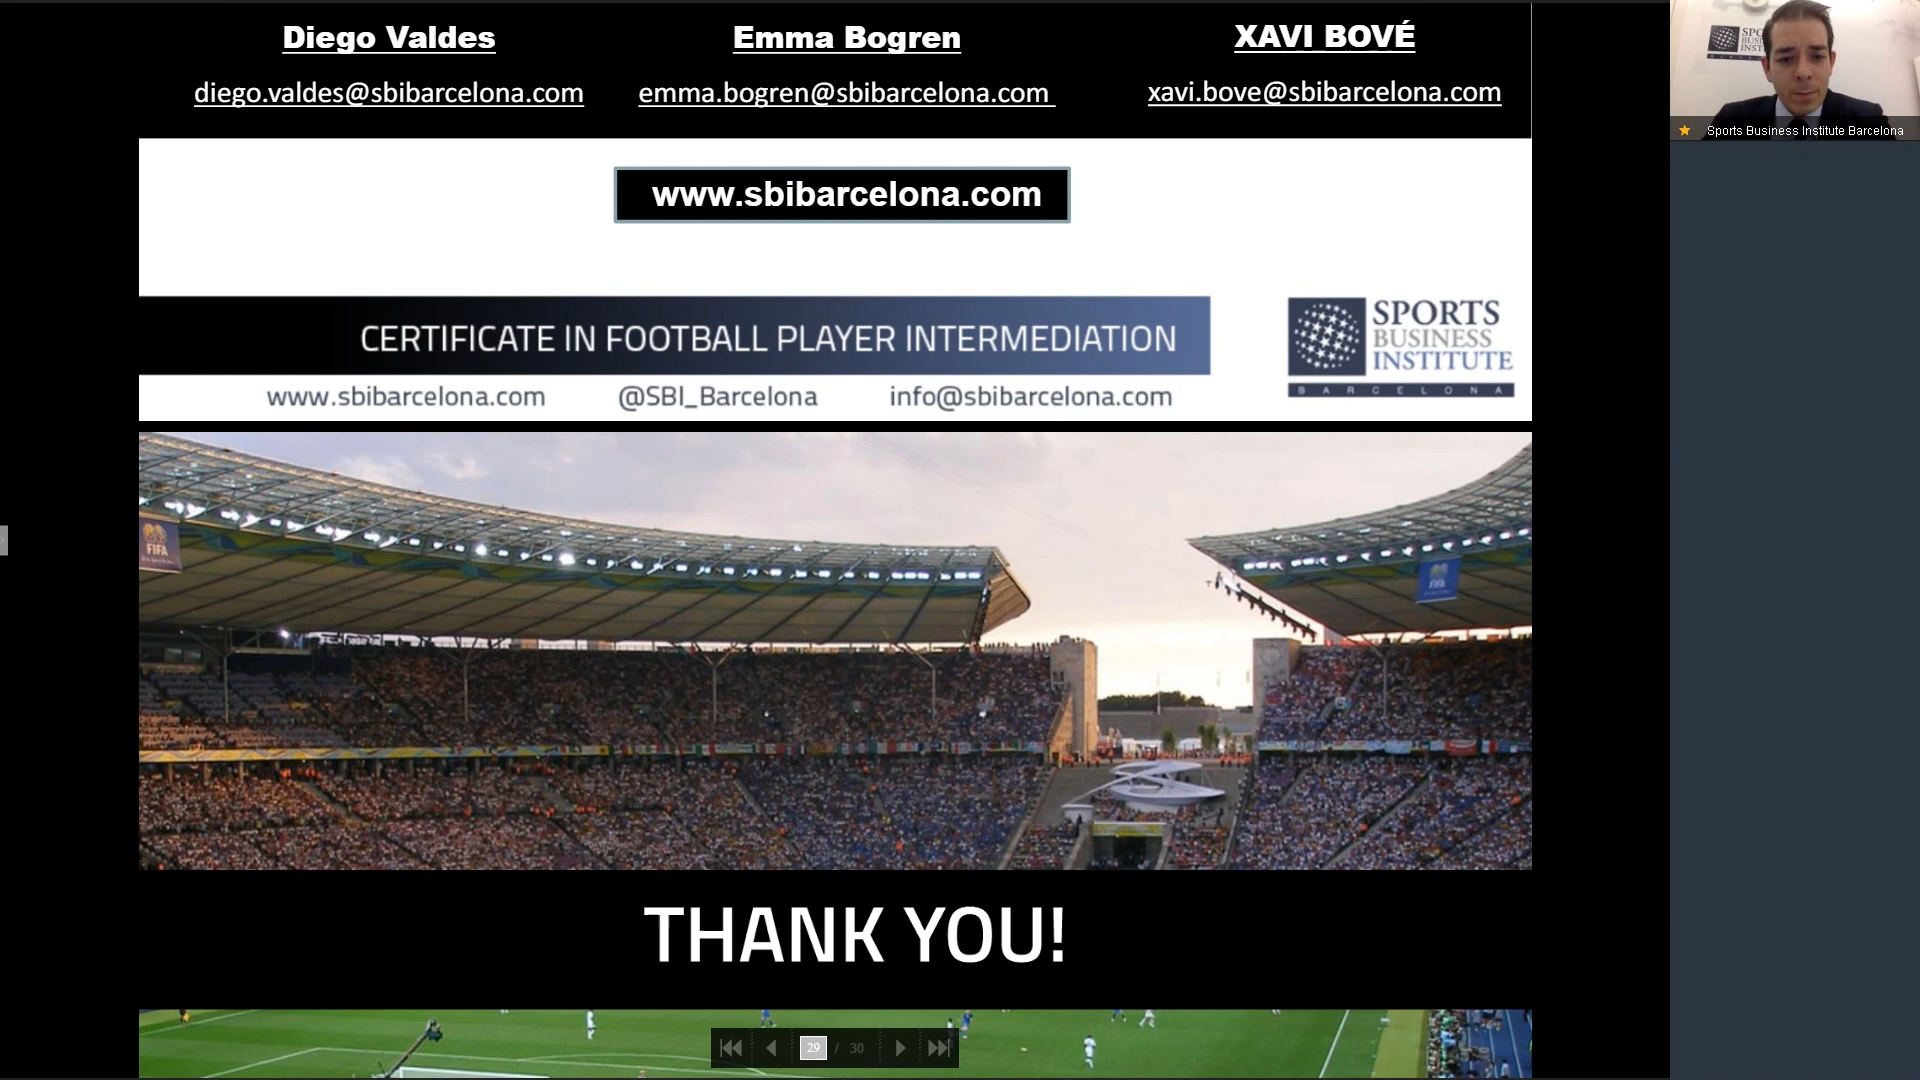 Diego Valdes
Emma Bogren
XAVI BOVÉ
diego.valdes@sbibarcelona.com
emma.bogren@sbibarcelona.com
xavi.bove@sbibarcelona.com
www.sbibarcelona.com
CERTIFICATE IN FOOTBALL PLAYER INTERMEDIATION
www.sbibarcelona.com
@SBI_Barcelona
info@sbibarcelona.com
SPORTS
BUSINESS
INSTITUTE
BARCELONA
FIFA
FIFA
THANK YOU!
29 / 30
Sports Business Institute Barcelona